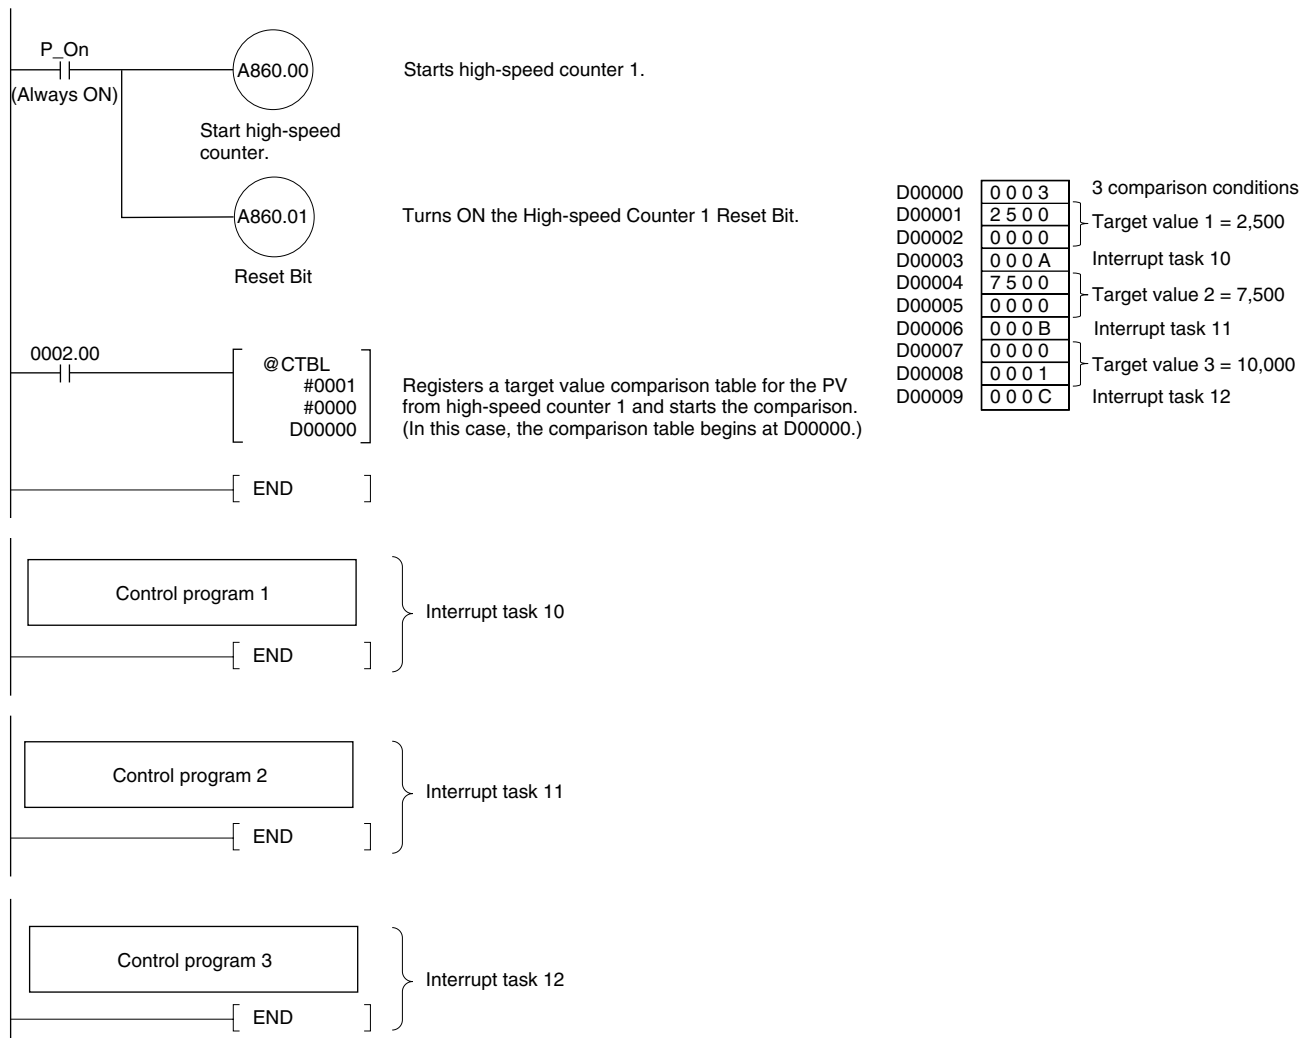 P_On
(Always ON)
A860.00
Starts high-speed counter 1.
Start high-speed
counter.
A860.01
Turns ON the High-speed Counter 1 Reset Bit.
Reset Bit
0002.00
@CTBL
#0001
#0000
D00000
Registers a target value comparison table for the PV
from high-speed counter 1 and starts the comparison.
(In this case, the comparison table begins at D00000.)
END
D00000 0 0 0 3 3 comparison conditions
D00001 2 5 0 0
Target value 1 = 2,500
D00002 0 0 0 0
D00003 0 0 0 A Interrupt task 10
D00004 7 5 0 0
Target value 2 = 7,500
D00005 0 0 0 0
D00006 0 0 0 B Interrupt task 11
D00007 0 0 0 0
Target value 3 = 10,000
D00008 0 0 0 1
D00009 0 0 0 C Interrupt task 12
Control program 1
Interrupt task 10
END
Control program 2
Interrupt task 11
END
Control program 3
Interrupt task 12
END